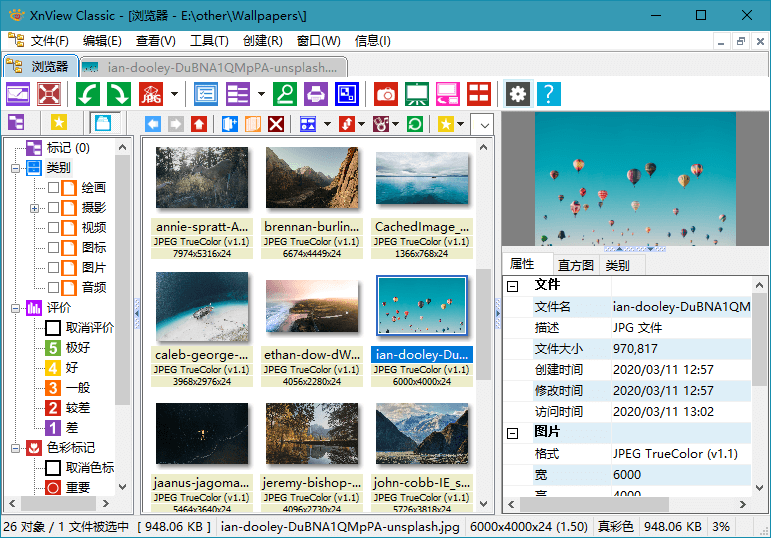 XnView Classic - [浏览器 - E:\other\Wallpapers\]
文件(F) 编辑(E) 查看(V) 工具(T) 创建(R) 窗口(W) 信息(I)
浏览器 ian-dooley-DuBNA1QMpPA-unsplash....
JPG
标记 (0)
类别
绘画
摄影
视频
图标
图片
音频
评价
取消评价
5 极好
4 好
3 一般
2 较差
1 差
色彩标记
取消色标
重要
annie-spratt-A...
JPEG TrueColor (v1.1)
7974x5316x24
brennan-burlin...
JPEG TrueColor (v1.1)
6674x4449x24
CachedImage_...
JPEG TrueColor (v1.1)
1366x768x24
caleb-george-...
JPEG TrueColor (v1.1)
3968x2976x24
ethan-dow-dW...
JPEG TrueColor (v1.1)
4056x2280x24
ian-dooley-Du...
JPEG TrueColor (v1.1)
6000x4000x24
jaanus-jagoma...
JPEG TrueColor (v1.1)
5464x3640x24
jeremy-bishop-...
JPEG TrueColor (v1.1)
4096x2730x24
john-cobb-IE_s...
JPEG TrueColor (v1.1)
5726x3818x24
属性 直方图 类别
文件
文件名 ian-dooley-DuBNA1QM
描述 JPG 文件
文件大小 970,817
创建时间 2020/03/11 12:57
修改时间 2020/03/11 12:57
访问时间 2020/03/11 13:02
图片
格式 JPEG TrueColor (v1.1)
宽 6000
高 4000
26 对象 / 1 文件被选中 [ 948.06 KB ] ian-dooley-DuBNA1QMpPA-unsplash.jpg 6000x4000x24 (1.50) 真彩色 948.06 KB 3%